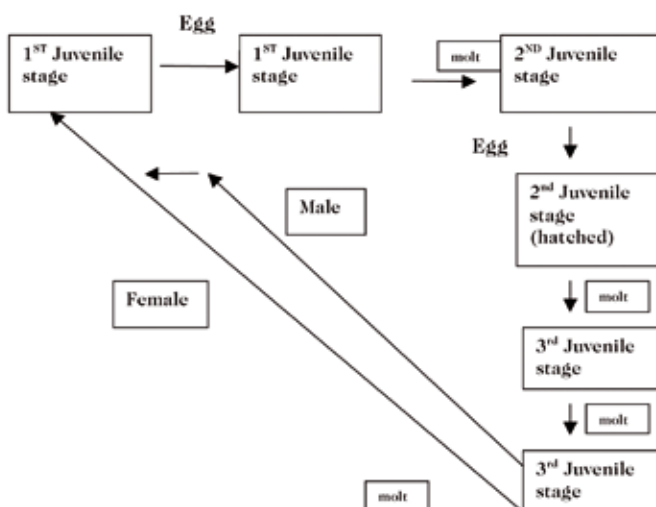 Egg
1ST Juvenile
stage
1ST Juvenile
stage
molt
2ND Juvenile
stage
Egg
2nd Juvenile
stage
(hatched)
Male
Female
molt
3rd Juvenile
stage
molt
3rd Juvenile
stage
molt